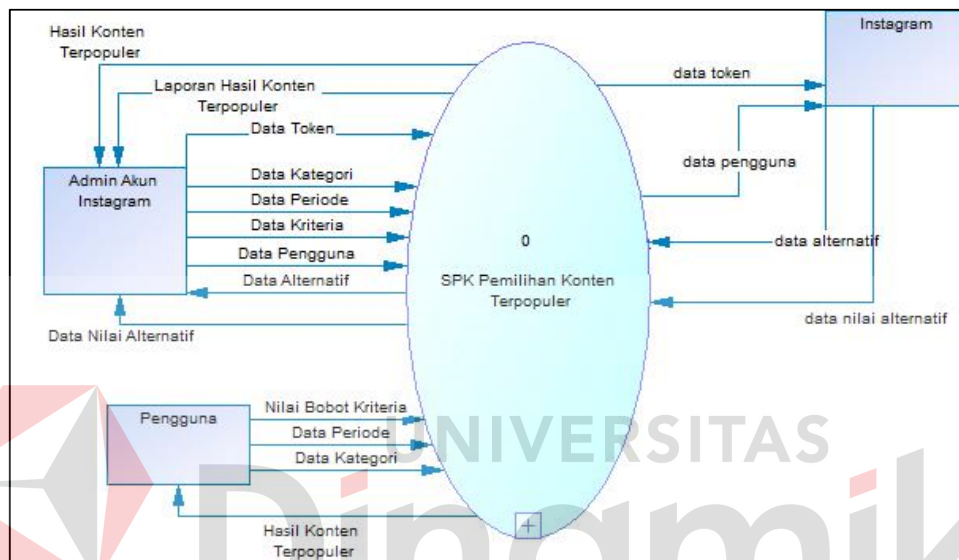 Hasil Konten
Terpopuler
Instagram
data token
Laporan Hasil Konten
Terpopuler
Data Token
data pengguna
Admin Akun
Instagram
Data Kategori
Data Periode
Data Kriteria
Data Pengguna
Data Alternatif
0
SPK Pemilihan Konten
Terpopuler
data alternatif
data nilai alternatif
Data Nilai Alternatif
Pengguna
Nilai Bobot Kriteria
Data Periode
Data Kategori
Hasil Konten
Terpopuler
UNIVERSITAS
Dinamika